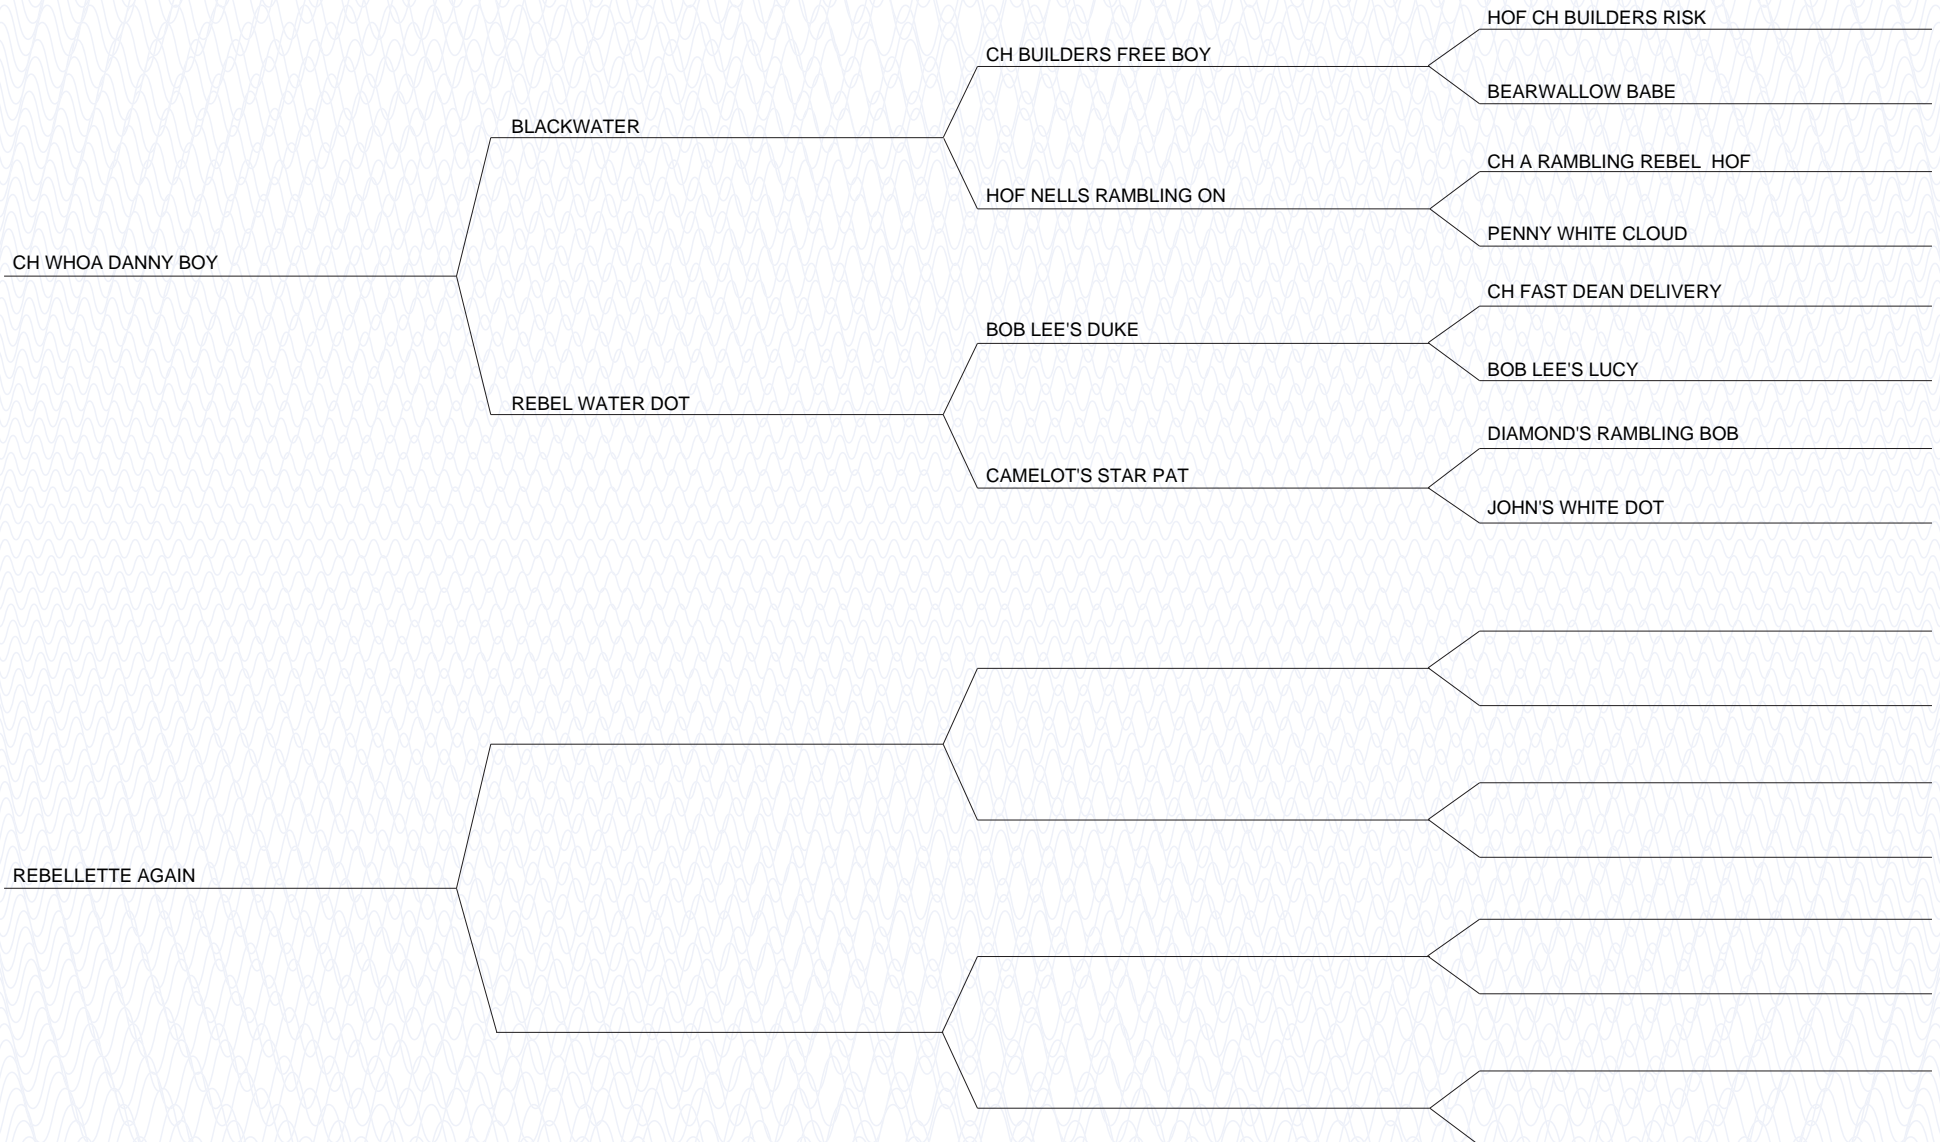 HOF CH BUILDERS RISK
CH BUILDERS FREE BOY
BEARWALLOW BABE
BLACKWATER
CH A RAMBLING REBEL  HOF
HOF NELLS RAMBLING ON
PENNY WHITE CLOUD
CH WHOA DANNY BOY
CH FAST DEAN DELIVERY
BOB LEE'S DUKE
BOB LEE'S LUCY
REBEL WATER DOT
DIAMOND'S RAMBLING BOB
CAMELOT'S STAR PAT
JOHN'S WHITE DOT
REBELLETTE AGAIN